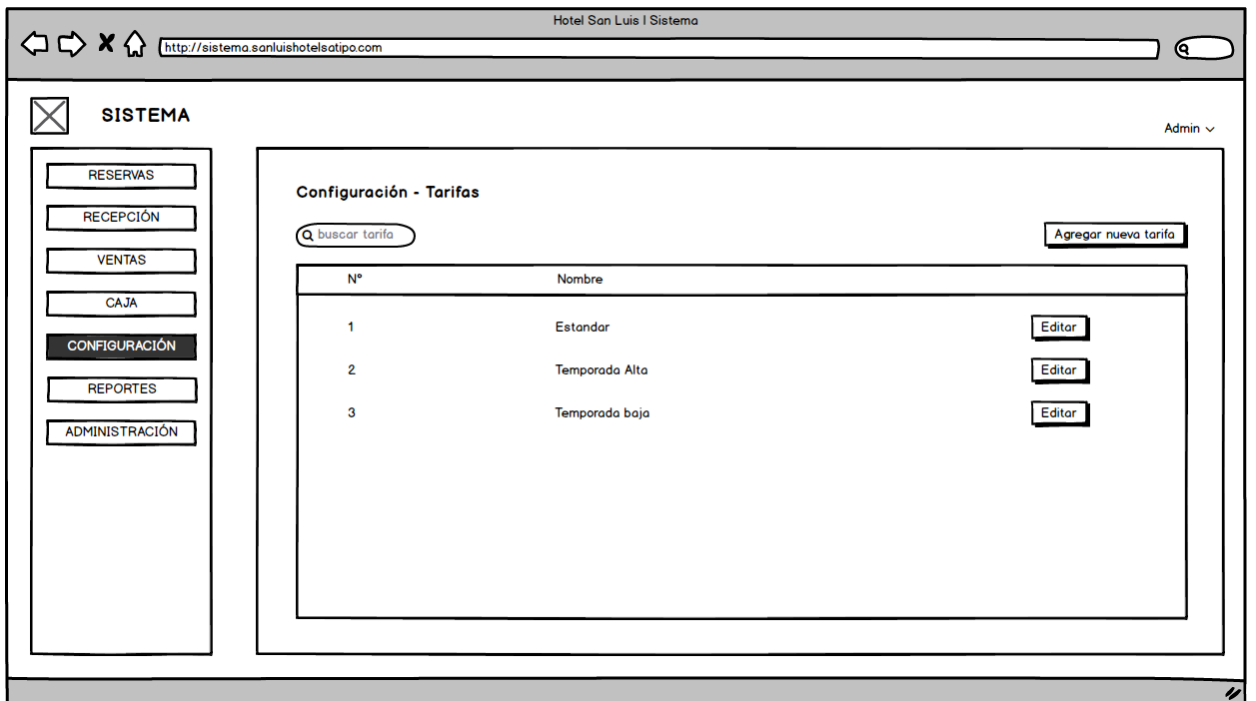 Hotel San Luis | Sistema
http://sistema.sanluishotelsatipo.com
SISTEMA
Admin
RESERVAS
RECEPCIÓN
VENTAS
CAJA
CONFIGURACIÓN
REPORTES
ADMINISTRACIÓN
Configuración - Tarifas
buscar tarifa
Agregar nueva tarifa
N° Nombre
1 Estandar Editar
2 Temporada Alta Editar
3 Temporada baja Editar